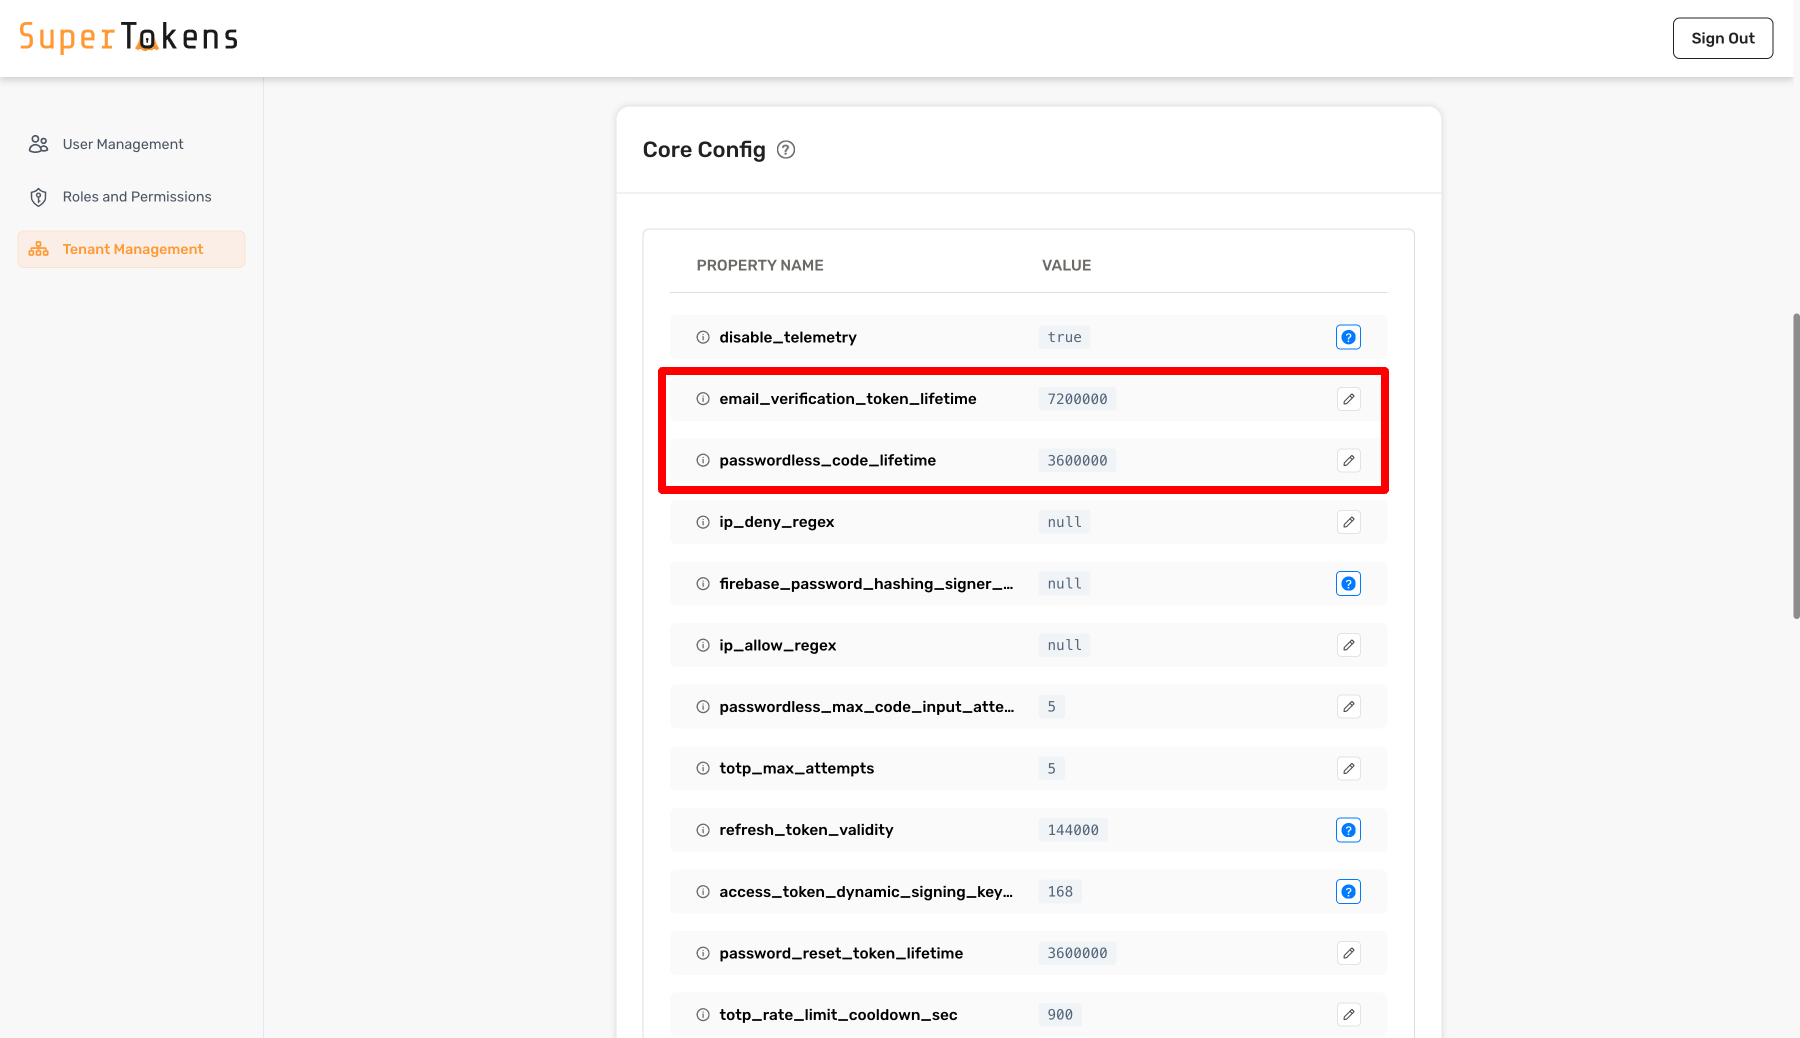 SuperTokens
Sign Out
User Management
Roles and Permissions
Tenant Management
Core Config
PROPERTY NAME VALUE
disable_telemetry true
email_verification_token_lifetime 7200000
passwordless_code_lifetime 3600000
ip_deny_regex null
firebase_password_hashing_signer_... null
ip_allow_regex null
passwordless_max_code_input_atte... 5
totp_max_attempts 5
refresh_token_validity 144000
access_token_dynamic_signing_key... 168
password_reset_token_lifetime 3600000
totp_rate_limit_cooldown_sec 900